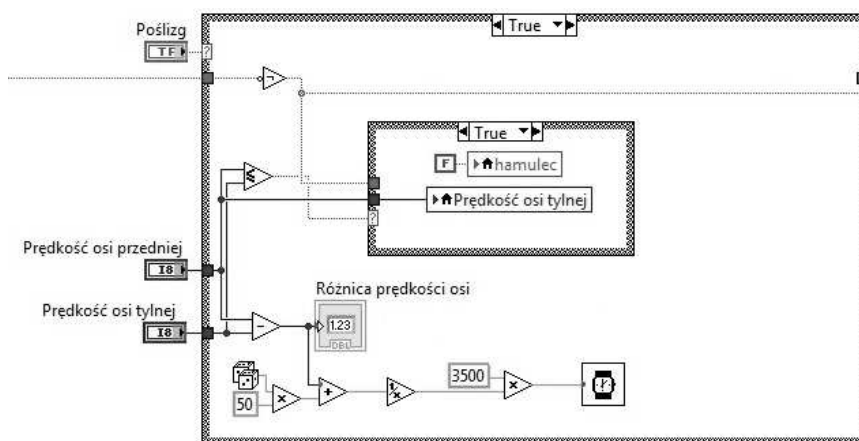 True
Poślizg
TF
?
True
F
hamulec
Prędkość osi tylnej
?
Prędkość osi przedniej
I8
Różnica prędkości osi
Prędkość osi tylnej
I8
1.23
DBL
3500
50